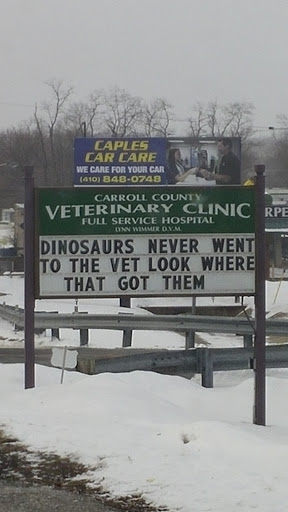 CAPLES
CAR CARE
WE CARE FOR YOUR CAR
(410) 848-0748
CARROLL COUNTY
VETERINARY CLINIC
FULL SERVICE HOSPITAL
LYNN WIMMER D.V.M.
DINOSAURS NEVER WENT
TO THE VET LOOK WHERE
THAT GOT THEM
RPE